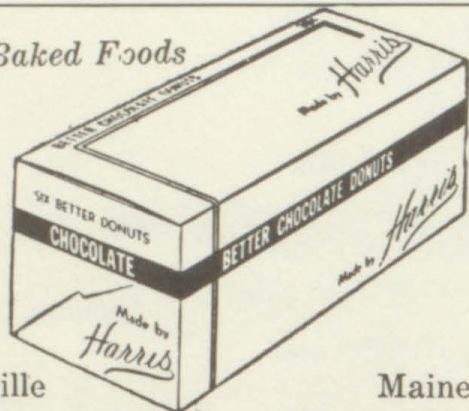 Baked Foods
BETTER CHOCOLATE DONUTS
Made by
Harris
SIX BETTER DONUTS
CHOCOLATE
BETTER CHOCOLATE DONUTS
Made by
Harris
Made by
Harris
ille
Maine